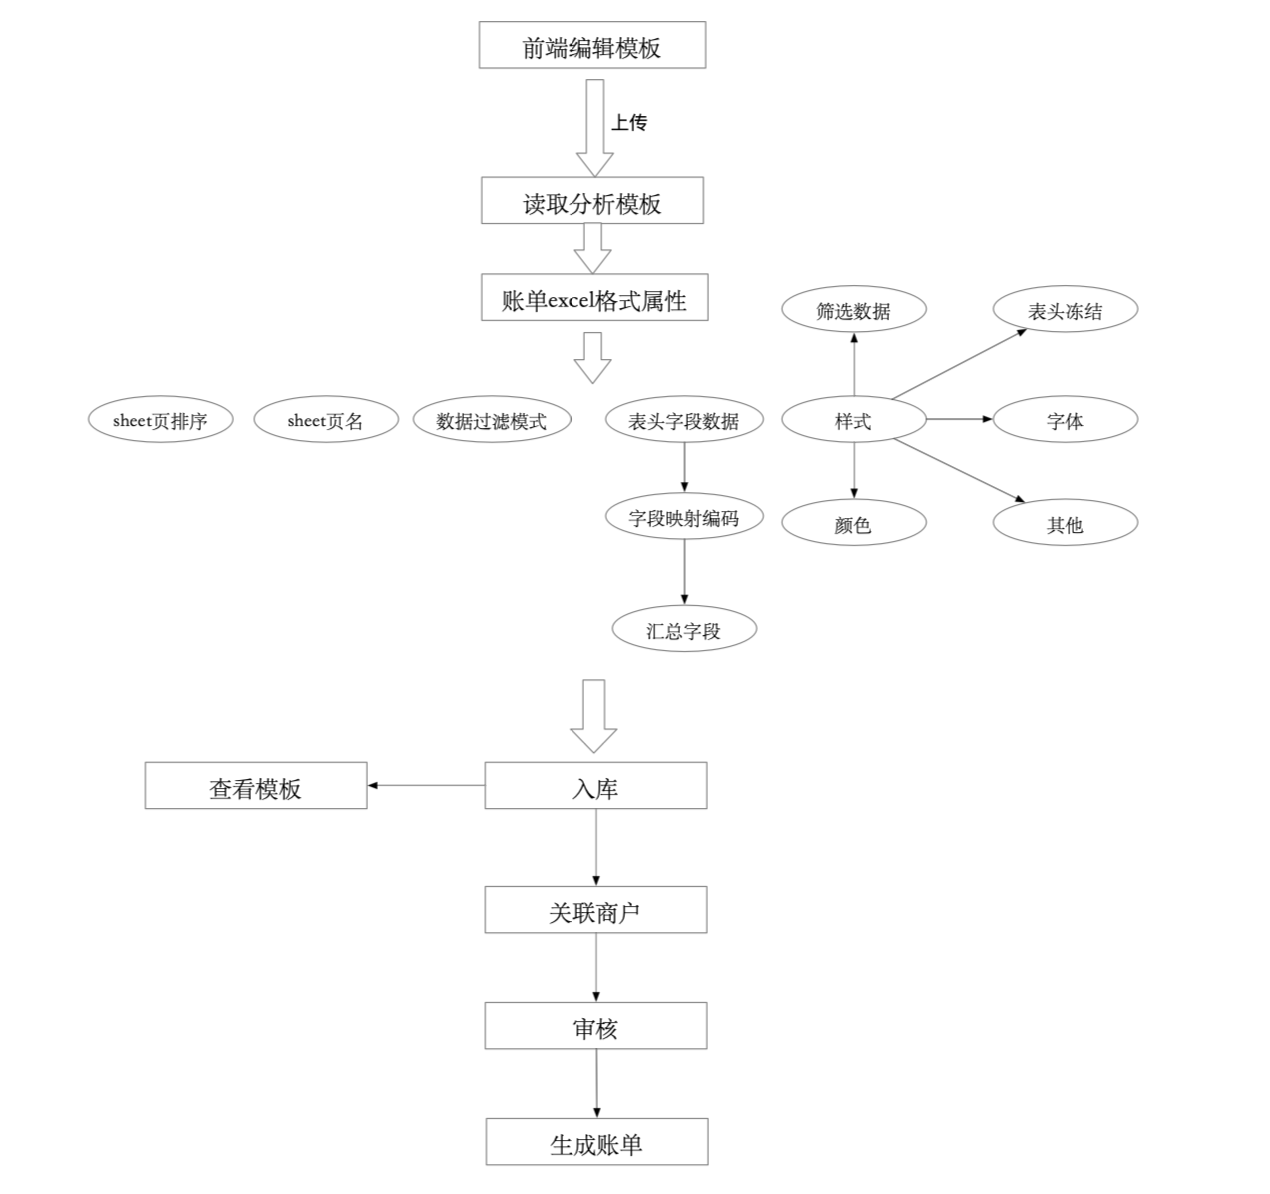 前端编辑模板
上传
读取分析模板
账单excel格式属性
筛选数据
表头冻结
sheet页排序
sheet页名
数据过滤模式
表头字段数据
样式
字体
字段映射编码
颜色
其他
汇总字段
查看模板
入库
关联商户
审核
生成账单